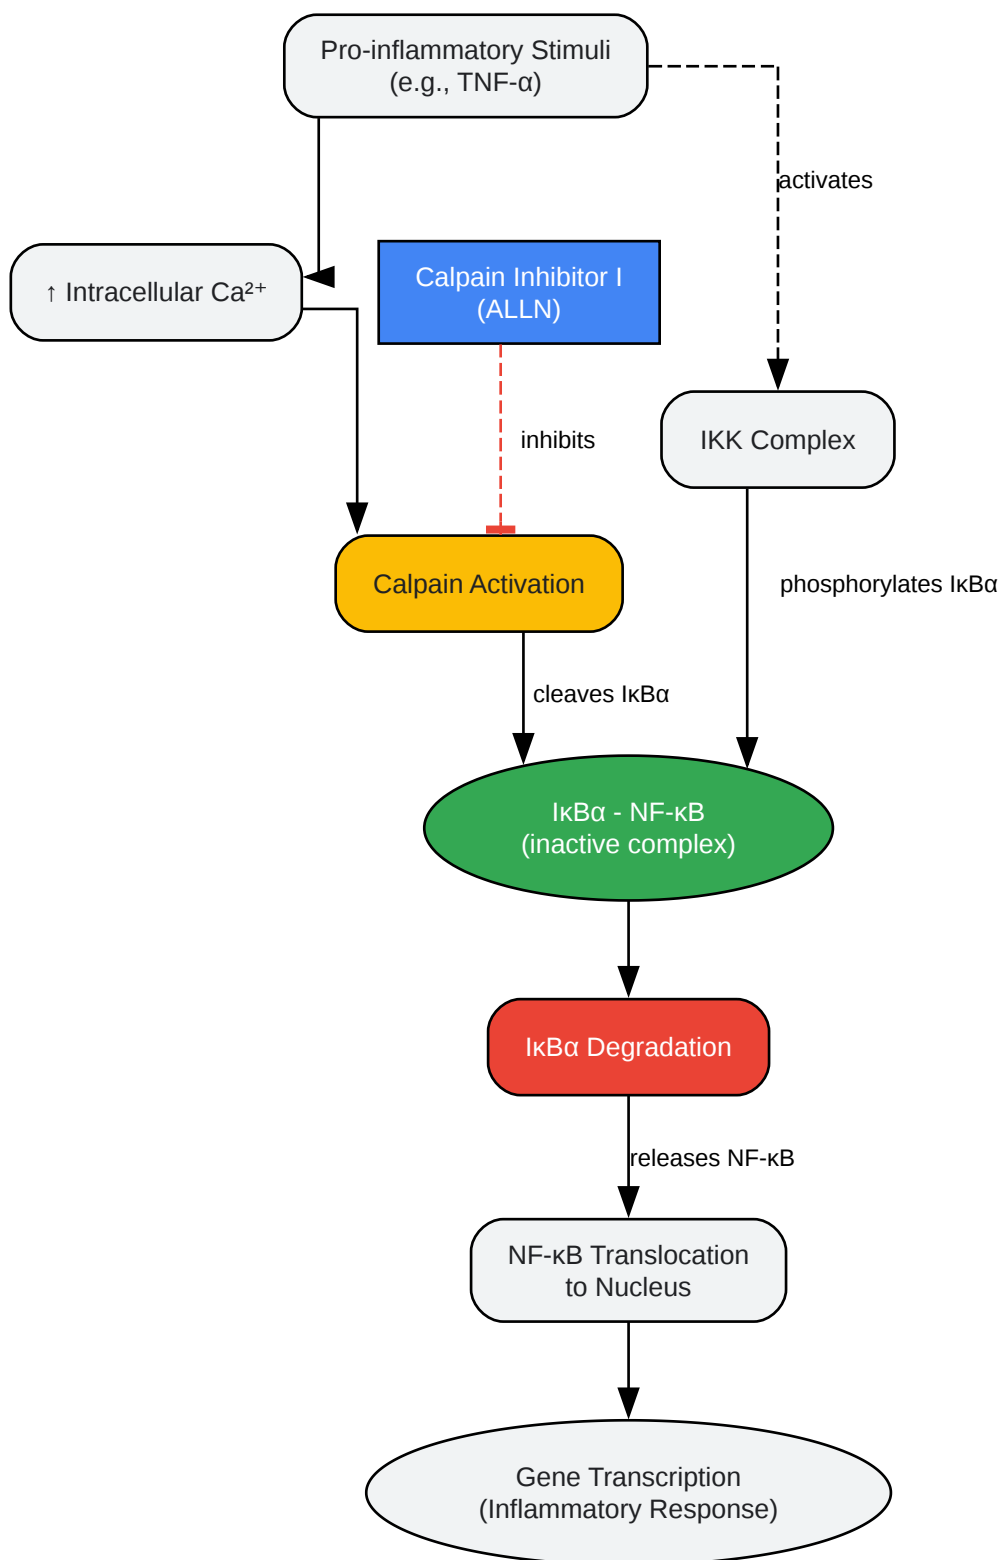 Pro-inflammatory Stimuli
(e.g., TNF-α)
activates
↑ Intracellular Ca²⁺
Calpain Inhibitor I
(ALLN)
inhibits
IKK Complex
Calpain Activation
phosphorylates IκBα
cleaves IκBα
IκBα - NF-κB
(inactive complex)
IκBα Degradation
releases NF-κB
NF-κB Translocation
to Nucleus
Gene Transcription
(Inflammatory Response)